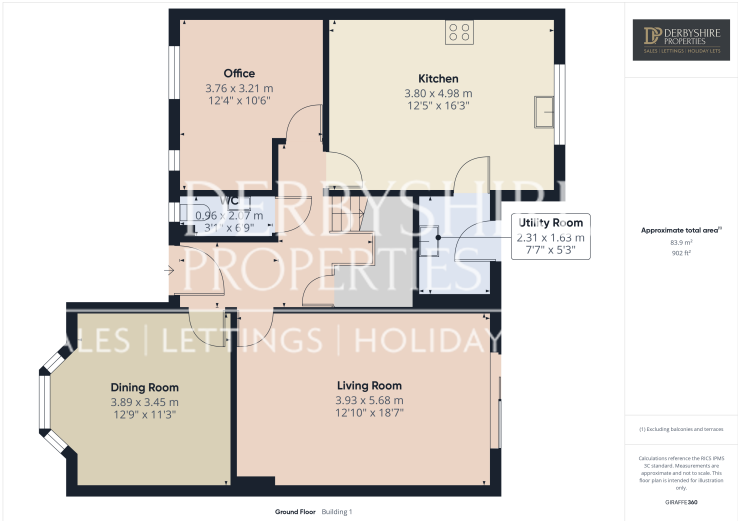 Office
3.76 x 3.21 m
12'4" x 10'6"
Kitchen
3.80 x 4.98 m
12'5" x 16'3"
WC
0.96 x 2.07 m
3'1" x 6'9"
Utility Room
2.31 x 1.63 m
7'7" x 5'3"
Dining Room
3.89 x 3.45 m
12'9" x 11'3"
Living Room
3.93 x 5.68 m
12'10" x 18'7"
DERBYSHIRE
PROPERTIES
SALES | LETTINGS | HOLIDAY
Ground Floor Building 1
DP DERBYSHIRE
PROPERTIES
SALES | LETTINGS | HOLIDAY LETS
Approximate total area(1)
83.9 m²
902 ft²
(1) Excluding balconies and terraces
Calculations reference the RICS IPMS
3C standard. Measurements are
approximate and not to scale. This
floor plan is intended for illustration
only.
GIRAFFE360